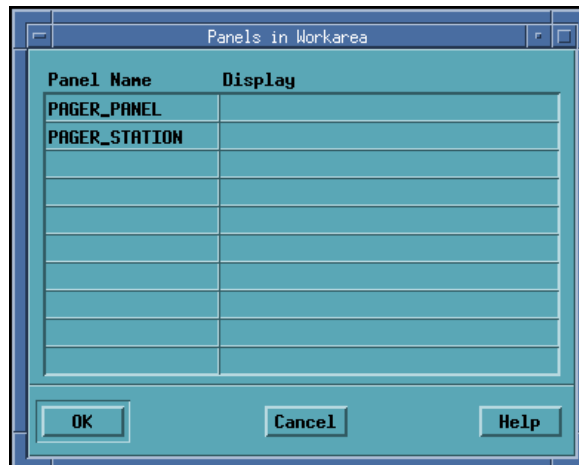 Panels in Workarea
Panel Name Display
PAGER_PANEL
PAGER_STATION
OK Cancel Help